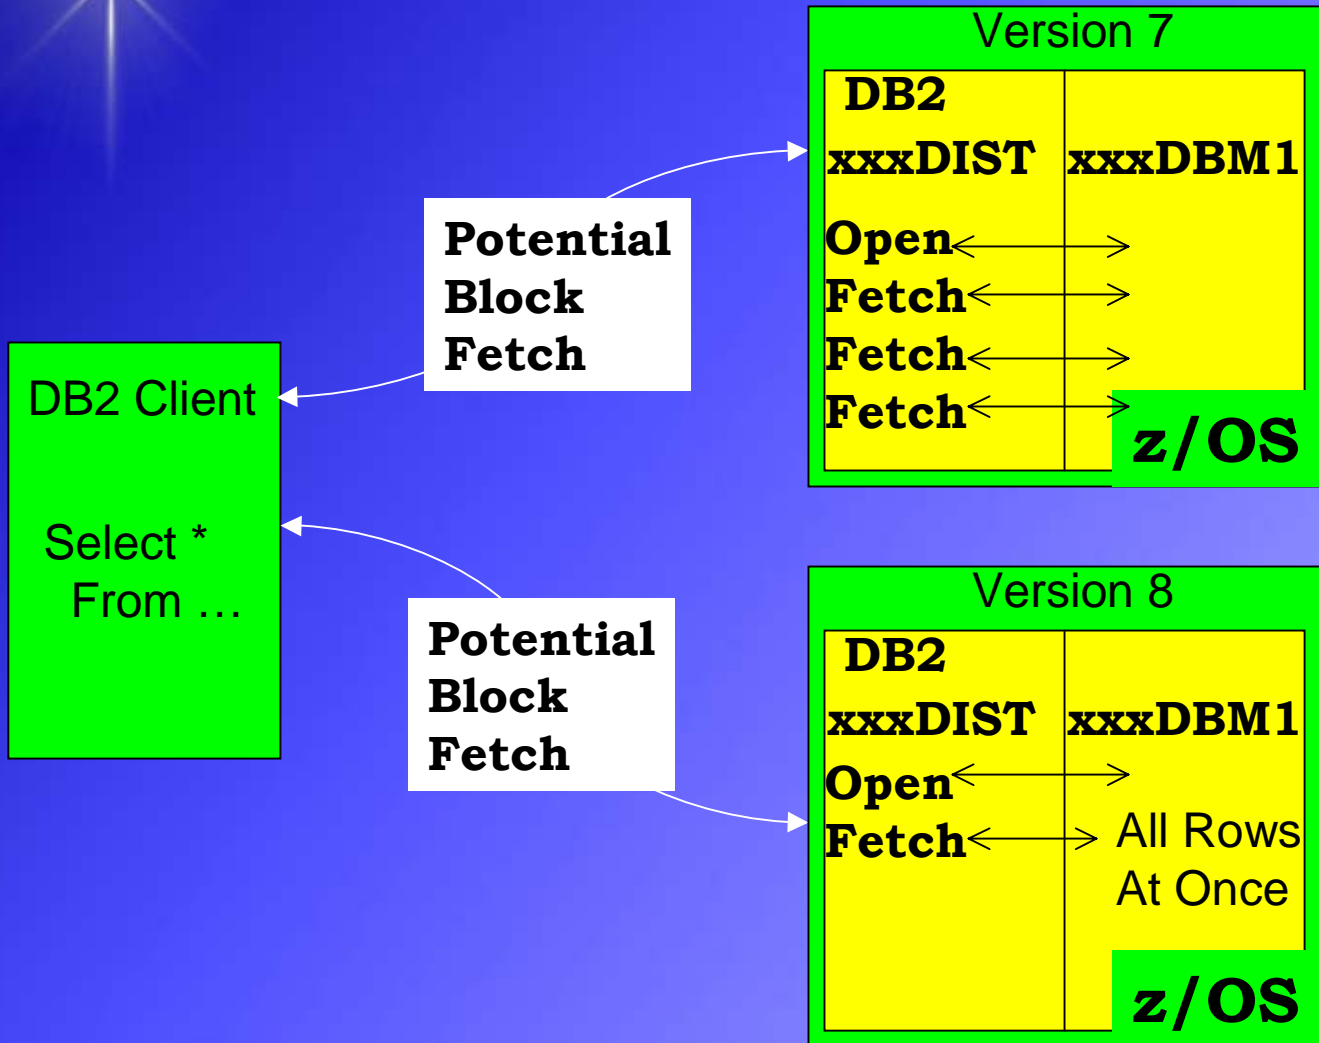 Version 7
DB2
xxxDIST
xxxDBM1
Open
Fetch
Fetch
Fetch
z/OS
Potential
Block
Fetch
DB2 Client
Select *
From …
Potential
Block
Fetch
Version 8
DB2
xxxDIST
xxxDBM1
Open
Fetch
All Rows
At Once
z/OS